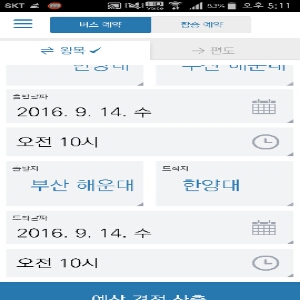 SKT 53% 오후 5:11
버스 예약 합승 예약
왕복 편도
한양대 부산 해운대
출발날짜
2016. 9. 14. 수
오전 10시
출발지 도착지
부산 해운대 한양대
도착날짜
2016. 9. 14. 수
오전 10시
예상 견적 산출